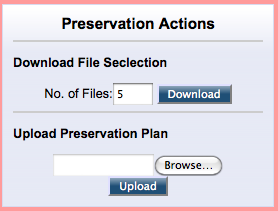 Preservation Actions
Download File Seclection
No. of Files: 5 Download
Upload Preservation Plan
Browse...
Upload